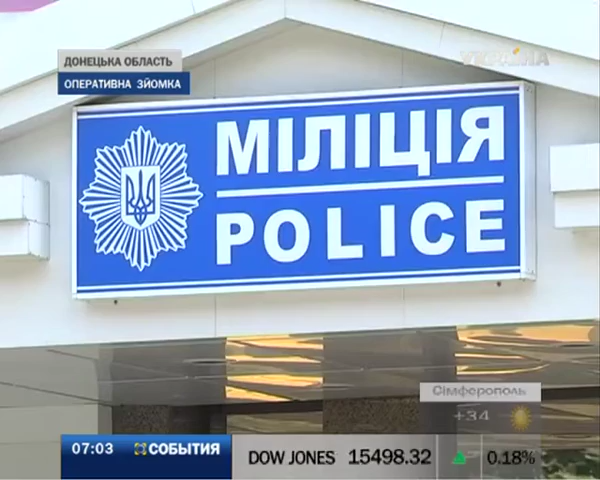 ДОНЕЦЬКА ОБЛАСТЬ
ОПЕРАТИВНА ЗЙОМКА
УКРАЇНА
МІЛІЦІЯ
POLICE
Сімферополь
+34
07:03 СОБЫТИЯ DOW JONES 15498.32 0.18%